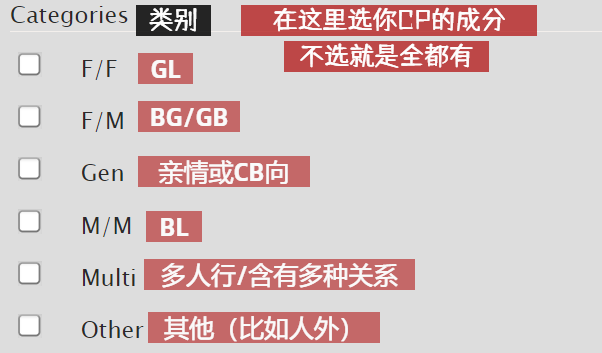 Categories 类别 在这里选你CP的成分
不选就是全都有
F/F GL
F/M BG/GB
Gen 亲情或CB向
M/M BL
Multi 多人行/含有多种关系
Other 其他（比如人外）